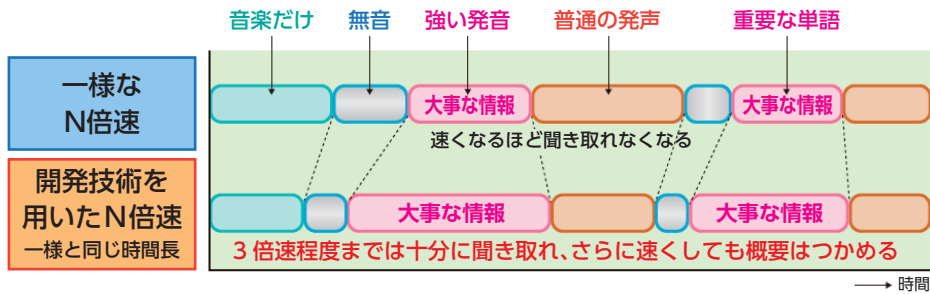 音楽だけ
無音
強い発音
普通の発声
重要な単語
一様な
N倍速
大事な情報
大事な情報
速くなるほど聞き取れなくなる
開発技術を
用いたN倍速
一様と同じ時間長
大事な情報
大事な情報
3倍速程度までは十分に聞き取れ、さらに速くしても概要はつかめる
時間